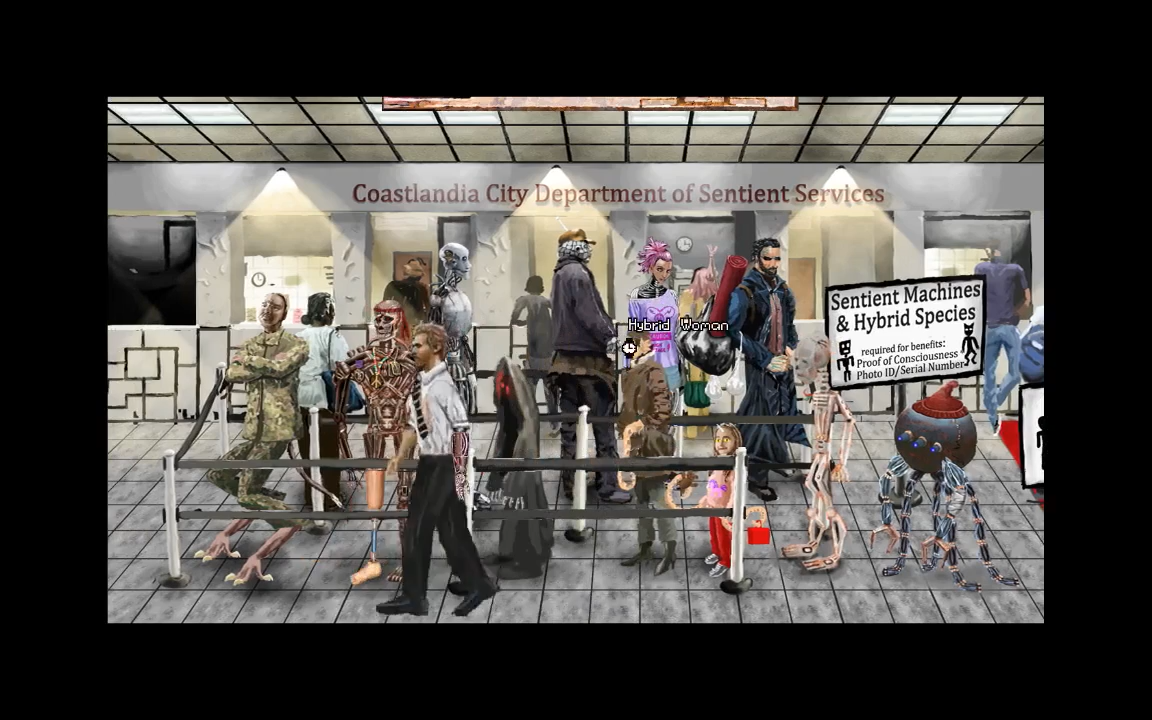 Coastlandia City Department of Sentient Services
Sentient Machines
& Hybrid Species
required for benefits:
Proof of Consciousness
Photo ID/Serial Number
Hybrid Woman